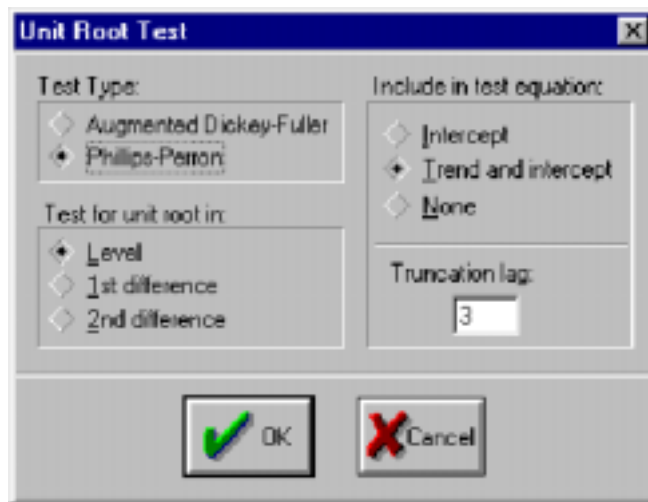 Unit Root Test
Test Type:
Augmented Dickey-Fuller
Phillips-Perron
Test for unit root in:
Level
1st difference
2nd difference
Include in test equation:
Intercept
Trend and intercept
None
Truncation lag:
3
OK
Cancel